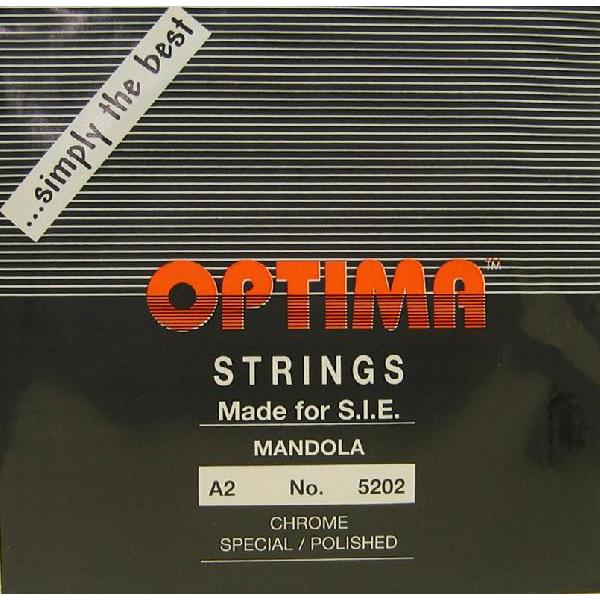 ...simply the best
OPTIMA™
STRINGS
Made for S.I.E.
MANDOLA
A2 No. 5202
CHROME
SPECIAL / POLISHED